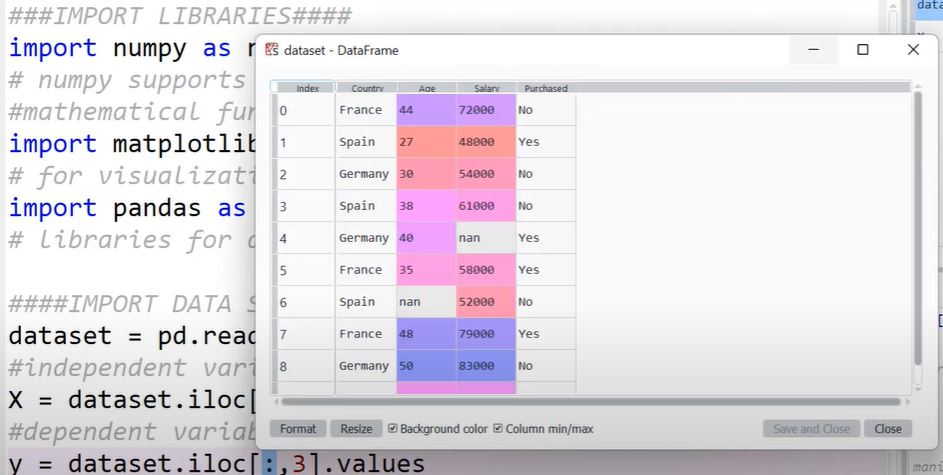 ###IMPORT LIBRARIES####
import numpy as
# numpy supports
#mathematical fun
import matplotlib
# for visualizati
import pandas as
# libraries for
####IMPORT DATA S
dataset = pd.read
#independent vari
X = dataset.iloc[
#dependent variab
y = dataset.iloc[:,3].values
dataset - DataFrame
Index Country Age Salary Purchased
0 France 44 72000 No
1 Spain 27 48000 Yes
2 Germany 30 54000 No
3 Spain 38 61000 No
4 Germany 40 nan Yes
5 France 35 58000 Yes
6 Spain nan 52000 No
7 France 48 79000 Yes
8 Germany 50 83000 No
Format Resize Background color Column min/max Save and Close Close
data